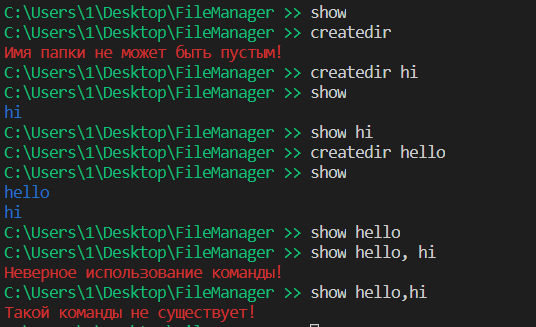 C:\Users\1\Desktop\FileManager >> show
C:\Users\1\Desktop\FileManager >> createdir
Имя папки не может быть пустым!
C:\Users\1\Desktop\FileManager >> createdir hi
C:\Users\1\Desktop\FileManager >> show
hi
C:\Users\1\Desktop\FileManager >> show hi
C:\Users\1\Desktop\FileManager >> createdir hello
C:\Users\1\Desktop\FileManager >> show
hello
hi
C:\Users\1\Desktop\FileManager >> show hello
C:\Users\1\Desktop\FileManager >> show hello, hi
Неверное использование команды!
C:\Users\1\Desktop\FileManager >> show hello,hi
Такой команды не существует!